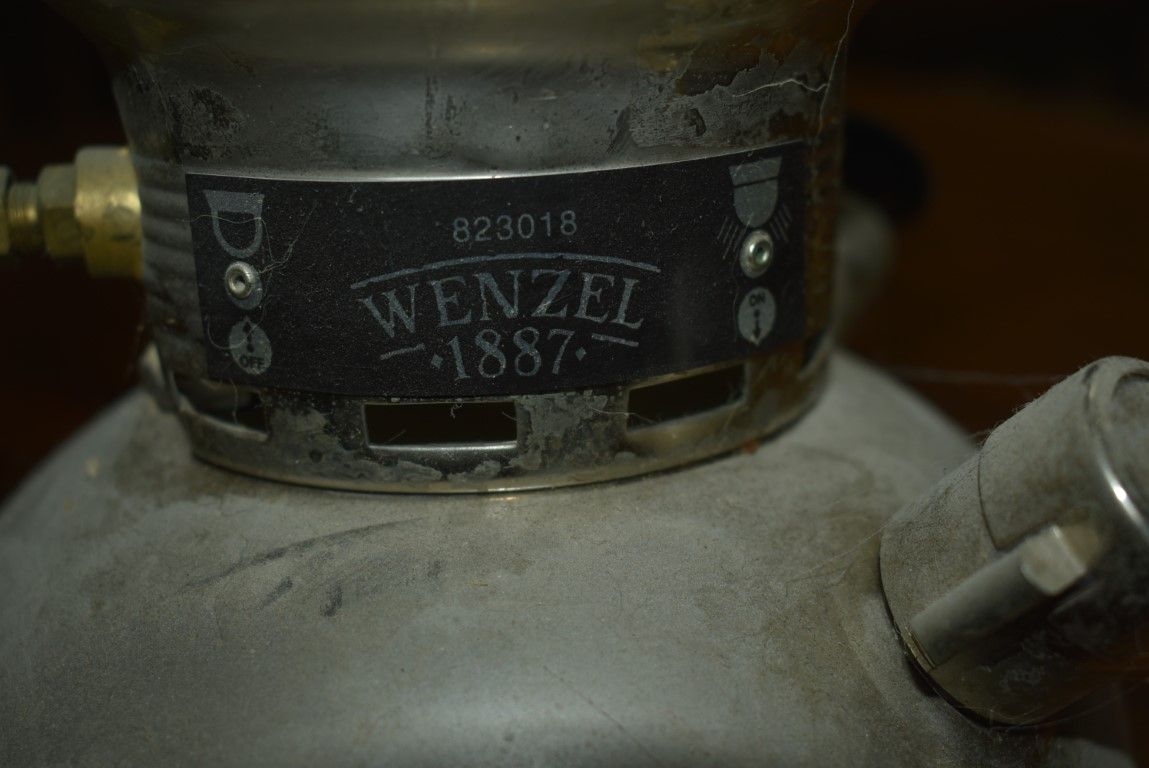 823018
WENZEL
·1887·
OFF
ON